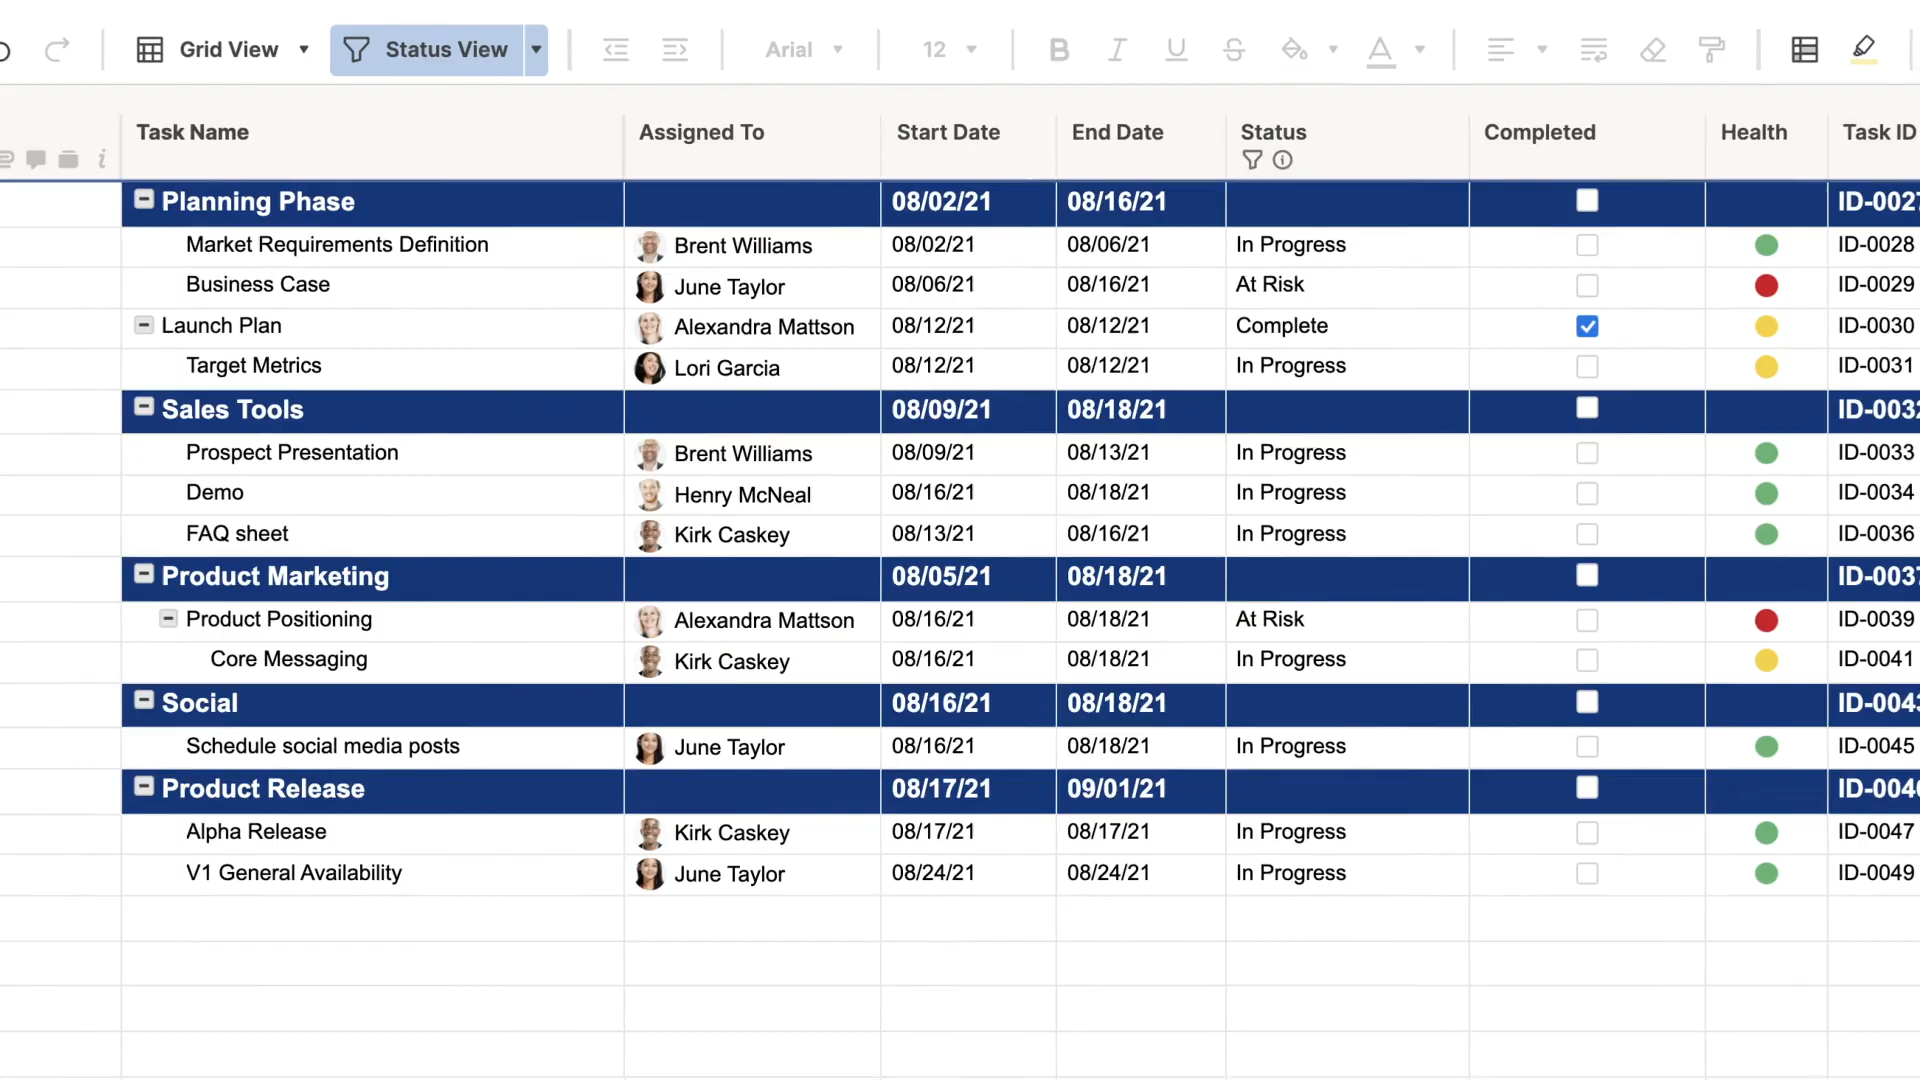 Grid View Status View Arial 12 B I U S A
Task Name Assigned To Start Date End Date Status Completed Health Task ID
Planning Phase 08/02/21 08/16/21 ID-0027
Market Requirements Definition Brent Williams 08/02/21 08/06/21 In Progress ID-0028
Business Case June Taylor 08/06/21 08/16/21 At Risk ID-0029
Launch Plan Alexandra Mattson 08/12/21 08/12/21 Complete ID-0030
Target Metrics Lori Garcia 08/12/21 08/12/21 In Progress ID-0031
Sales Tools 08/09/21 08/18/21 ID-0032
Prospect Presentation Brent Williams 08/09/21 08/13/21 In Progress ID-0033
Demo Henry McNeal 08/16/21 08/18/21 In Progress ID-0034
FAQ sheet Kirk Caskey 08/13/21 08/16/21 In Progress ID-0036
Product Marketing 08/05/21 08/18/21 ID-0037
Product Positioning Alexandra Mattson 08/16/21 08/18/21 At Risk ID-0039
Core Messaging Kirk Caskey 08/16/21 08/18/21 In Progress ID-0041
Social 08/16/21 08/18/21 ID-0043
Schedule social media posts June Taylor 08/16/21 08/18/21 In Progress ID-0045
Product Release 08/17/21 09/01/21 ID-0046
Alpha Release Kirk Caskey 08/17/21 08/17/21 In Progress ID-0047
V1 General Availability June Taylor 08/24/21 08/24/21 In Progress ID-0049